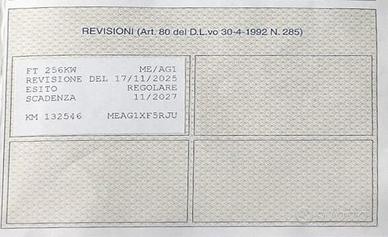 REVISIONI (Art. 80 del D.L.vo 30-4-1992 N. 285)
FT 256KW ME/AG1
REVISIONE DEL 17/11/2025
ESITO REGOLARE
SCADENZA 11/2027
KM 132546 MEAG1XF5RJU